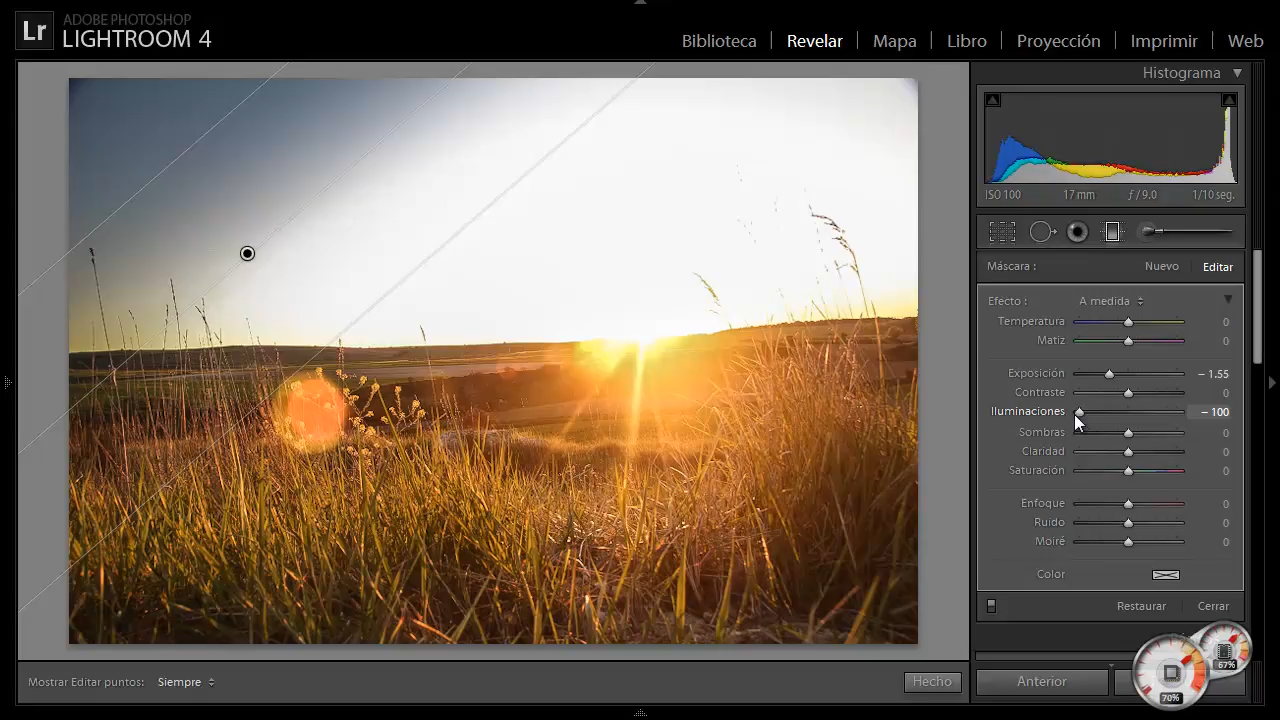 Lr
ADOBE PHOTOSHOP
LIGHTROOM 4
Biblioteca | Revelar | Mapa | Libro | Proyección | Imprimir | Web
Histograma
ISO 100 17 mm ƒ / 9.0 1/10 seg.
Máscara : Nuevo Editar
Efecto : A medida
Temperatura 0
Matiz 0
Exposición – 1.55
Contraste 0
Iluminaciones – 100
Sombras 0
Claridad 0
Saturación 0
Enfoque 0
Ruido 0
Moiré 0
Color
Restaurar Cerrar
67%
70%
Anterior
Mostrar Editar puntos: Siempre
Hecho